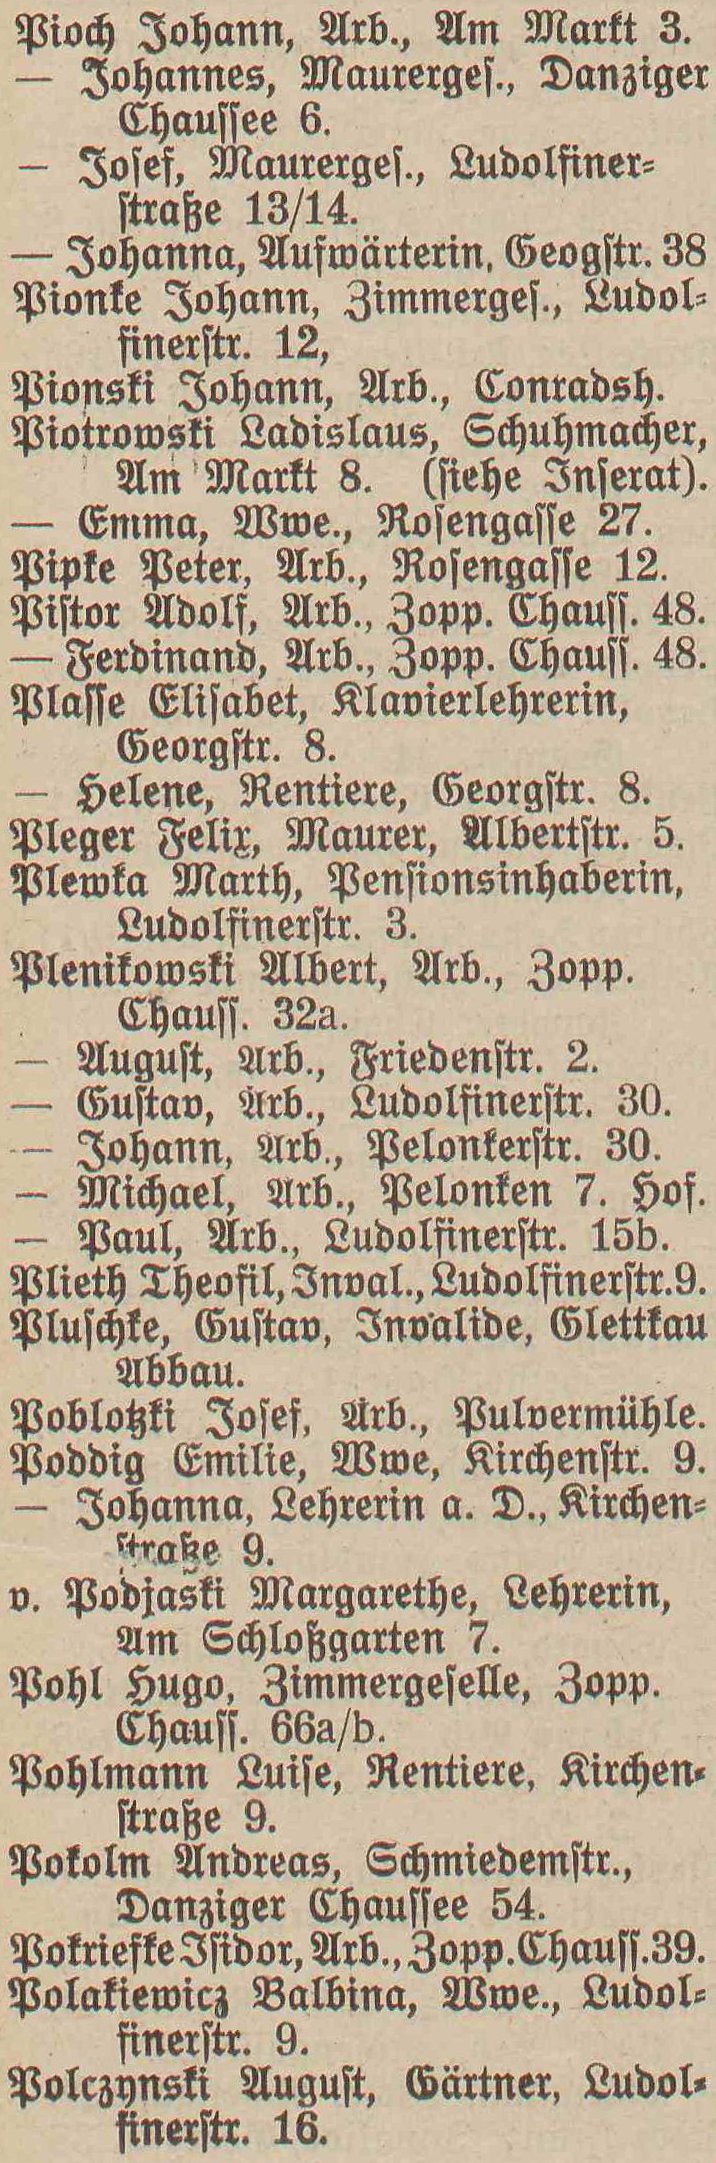 Pioch Johann, Arb., Am Markt 3.
— Johannes, Maurerges., Danziger
Chaussee 6.
— Josef, Maurerges., Ludolfiner-
straße 13/14.
— Johanna, Aufwärterin, Geogstr. 38
Pionke Johann, Zimmerges., Ludol-
finerstr. 12,
Pionski Johann, Arb., Conradsh.
Piotrowski Ladislaus, Schuhmacher,
Am Markt 8. (siehe Inserat).
— Emma, Wwe., Rosengasse 27.
Pipke Peter, Arb., Rosengasse 12.
Pistor Adolf, Arb., Zopp. Chauss. 48.
— Ferdinand, Arb., Zopp. Chauss. 48.
Plasse Elisabet, Klavierlehrerin,
Georgstr. 8.
— Helene, Rentiere, Georgstr. 8.
Pleger Felix, Maurer, Albertstr. 5.
Plewka Marth, Pensionsinhaberin,
Ludolfinerstr. 3.
Plenikowski Albert, Arb., Zopp.
Chauss. 32a.
— August, Arb., Friedenstr. 2.
— Gustav, Arb., Ludolfinerstr. 30.
— Johann, Arb., Pelonkerstr. 30.
— Michael, Arb., Pelonken 7. Hof.
— Paul, Arb., Ludolfinerstr. 15b.
Plieth Theofil, Inval., Ludolfinerstr. 9.
Pluschke, Gustav, Invalide, Glettkau
Abbau.
Poblotzki Josef, Arb., Pulvermühle.
Poddig Emilie, Wwe, Kirchenstr. 9.
— Johanna, Lehrerin a. D., Kirchen-
straße 9.
v. Podjaski Margarethe, Lehrerin,
Am Schloßgarten 7.
Pohl Hugo, Zimmergeselle, Zopp.
Chauss. 66a/b.
Pohlmann Luise, Rentiere, Kirchen-
straße 9.
Pokolm Andreas, Schmiedemstr.,
Danziger Chaussee 54.
Pokriefke Isidor, Arb., Zopp. Chauss. 39.
Polakiewicz Balbina, Wwe., Ludol-
finerstr. 9.
Polczynski August, Gärtner, Ludol-
finerstr. 16.